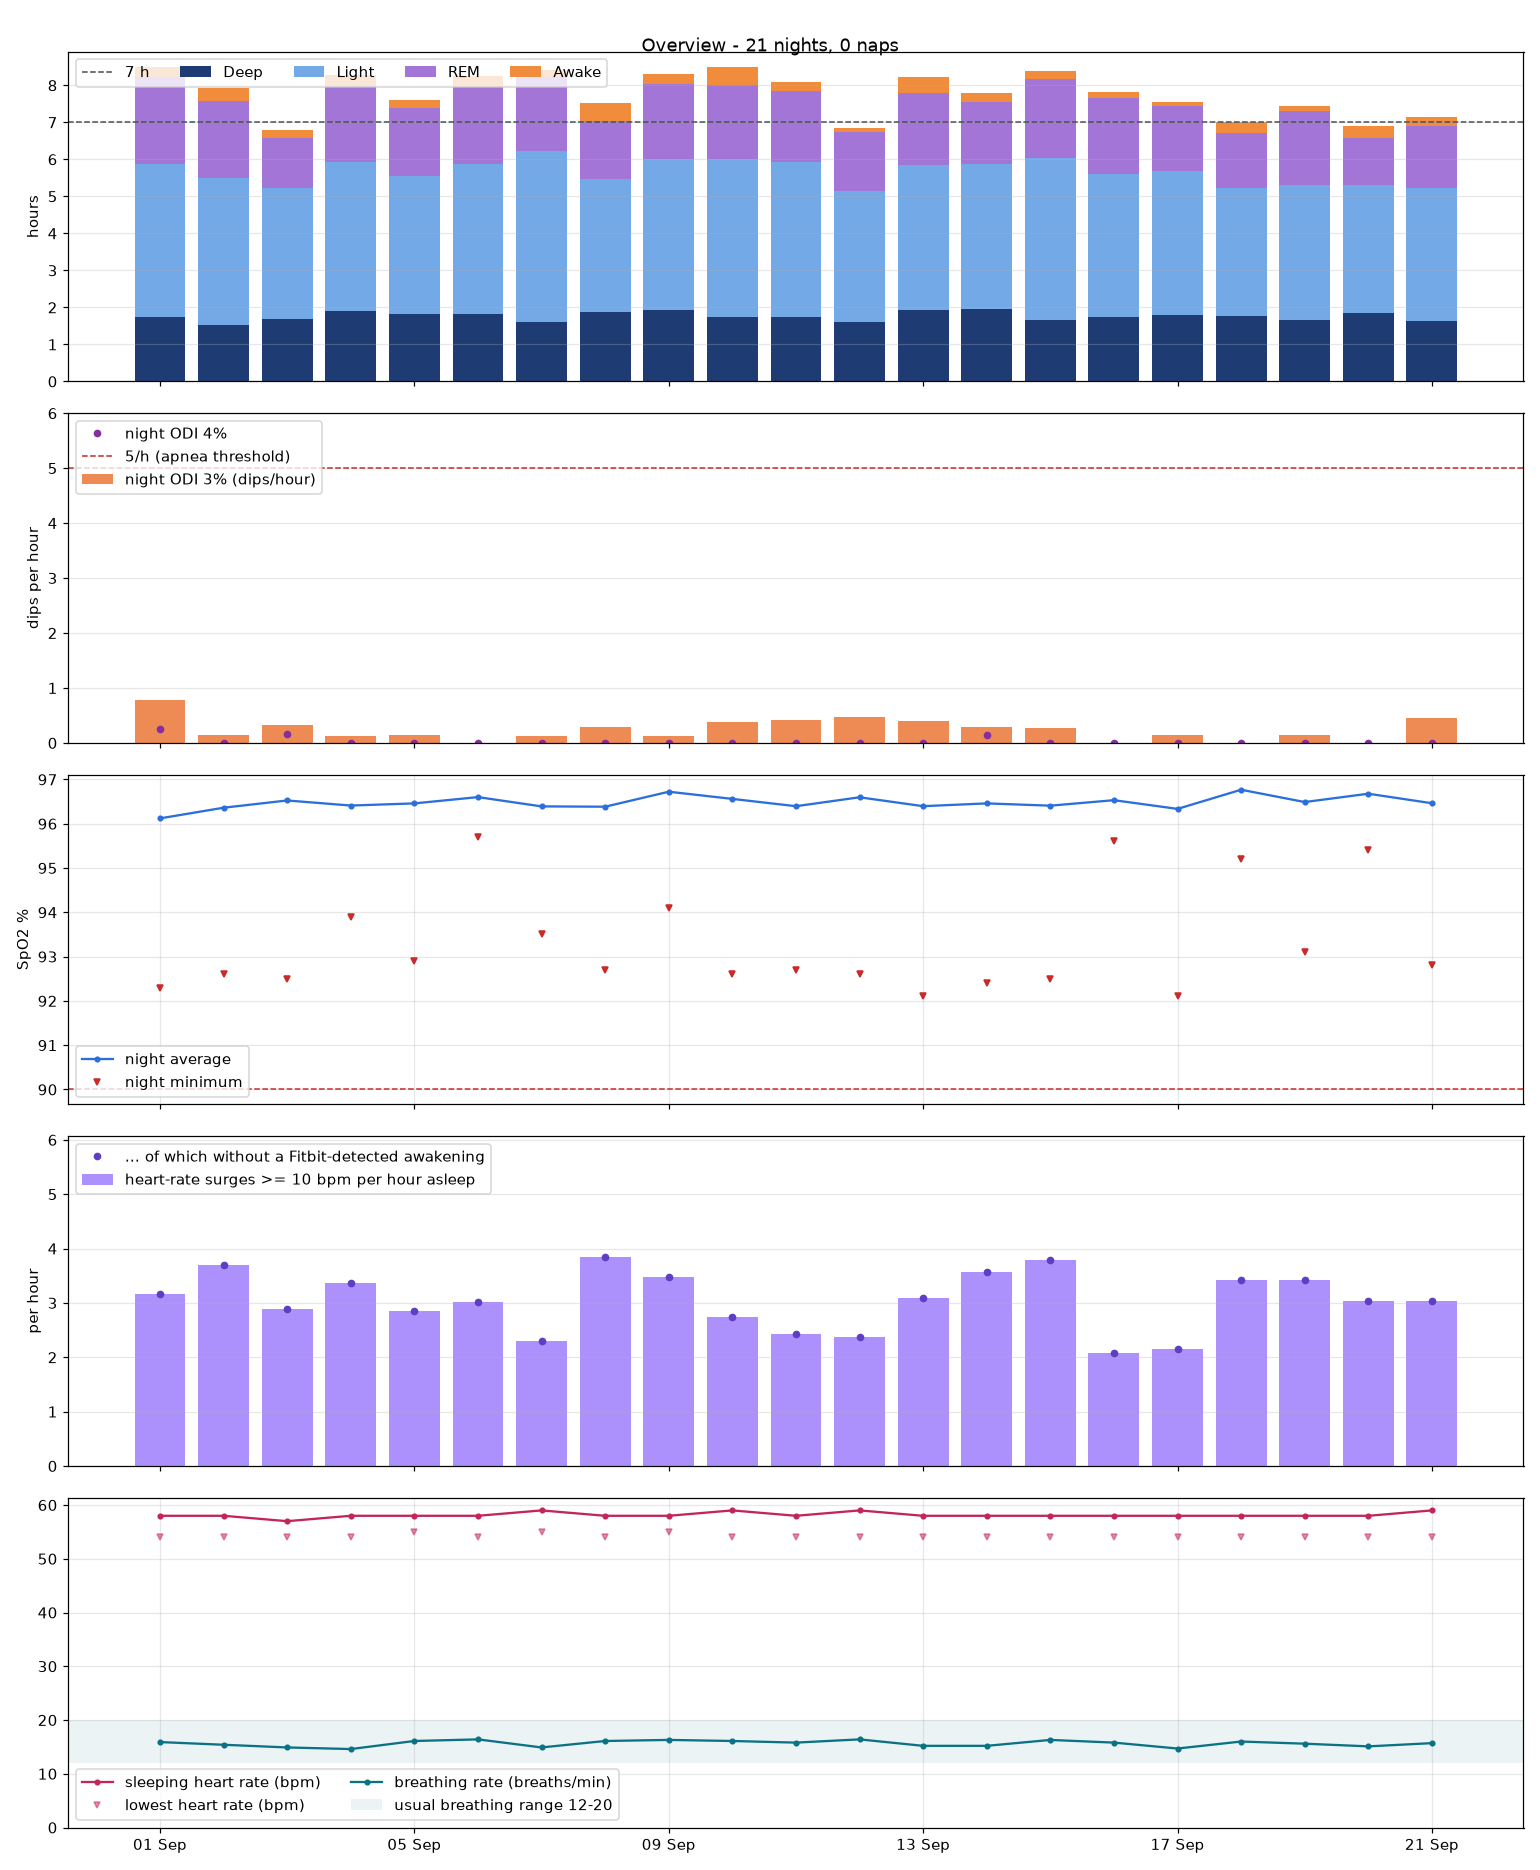 Overview - 21 nights, 0 naps
7 h Deep Light REM Awake
8
7
6
5
4
3
2
1
0
hours
6
5
4
3
2
1
0
dips per hour
night ODI 4%
5/h (apnea threshold)
night ODI 3% (dips/hour)
97
96
95
94
93
92
91
90
SpO2 %
night average
night minimum
6
5
4
3
2
1
0
per hour
... of which without a Fitbit-detected awakening
heart-rate surges >= 10 bpm per hour asleep
60
50
40
30
20
10
0
sleeping heart rate (bpm) breathing rate (breaths/min)
lowest heart rate (bpm) usual breathing range 12-20
01 Sep 05 Sep 09 Sep 13 Sep 17 Sep 21 Sep